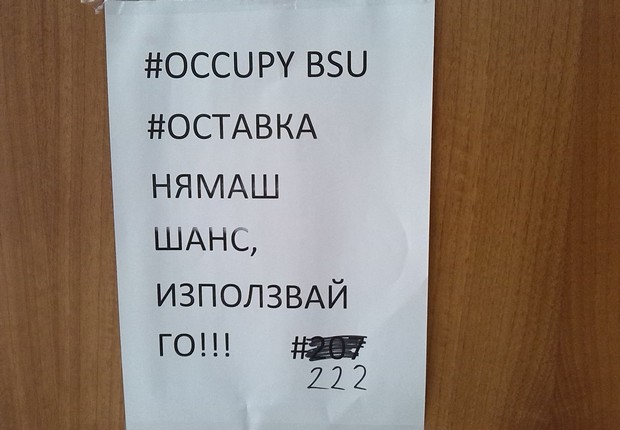 #OCCUPY BSU
#ОСТАВКА
НЯМАШ
ШАНС,
ИЗПОЛЗВАЙ
ГО!!! #207
222